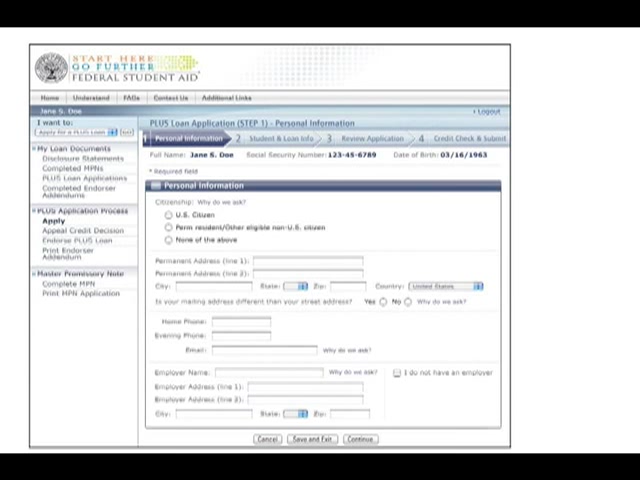 START HERE
GO FURTHER
FEDERAL STUDENT AID
Home Understand FAQs Contact Us Additional Links
Jane S. Doe Logout
I want to:
Apply for a PLUS Loan
My Loan Documents
Disclosure Statements
Completed MPNs
PLUS Loan Applications
Completed Endorser
Addendums
PLUS Application Process
Apply
Appeal Credit Decision
Endorse PLUS Loan
Print Endorser
Addendum
Master Promissory Note
Complete MPN
Print MPN Application
PLUS Loan Application (STEP 1) - Personal Information
1 Personal Information 2 Student & Loan Info 3 Review Application 4 Credit Check & Submit
Full Name: Jane S. Doe Social Security Number: 123-45-6789 Date of Birth: 03/16/1963
* Required field
Personal Information
Citizenship: Why do we ask?
U.S. Citizen
Perm resident/Other eligible non-U.S. citizen
None of the above
Permanent Address (line 1):
Permanent Address (line 2):
City: State: Zip: Country: United States
Is your mailing address different than your street address? Yes No Why do we ask?
Home Phone:
Evening Phone:
Email: Why do we ask?
Employer Name: Why do we ask? I do not have an employer
Employer Address (line 1):
Employer Address (line 2):
City: State: Zip:
Cancel Save and Exit Continue